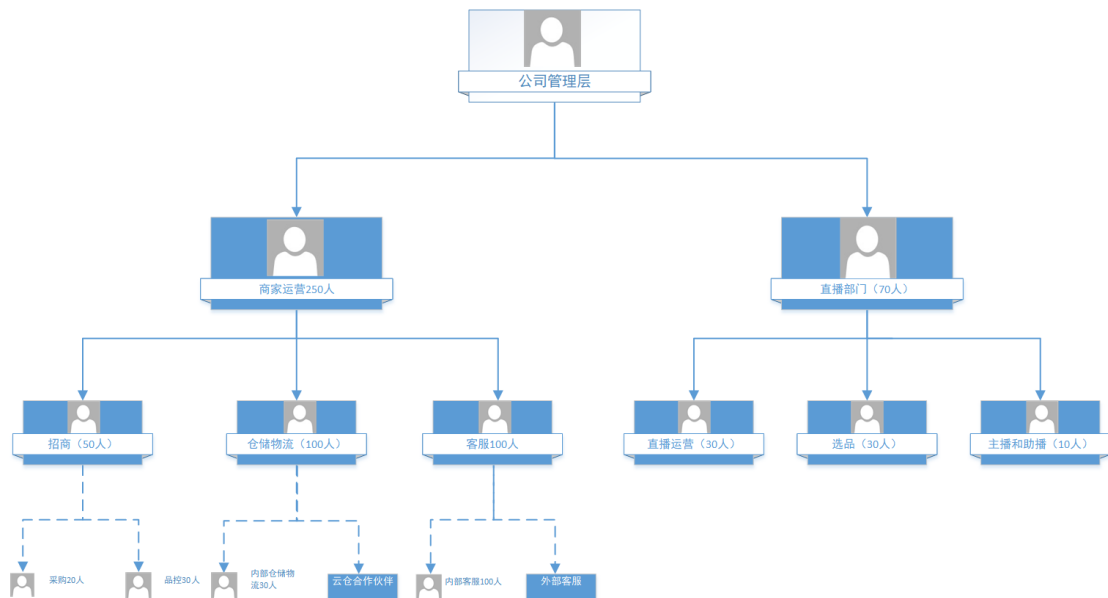 公司管理层
商家运营250人
直播部门（70人）
招商（50人）
仓储物流（100人）
客服100人
直播运营（30人）
选品（30人）
主播和助播（10人）
采购20人
品控30人
内部仓储物
流30人
云仓合作伙伴
内部客服100人
外部客服